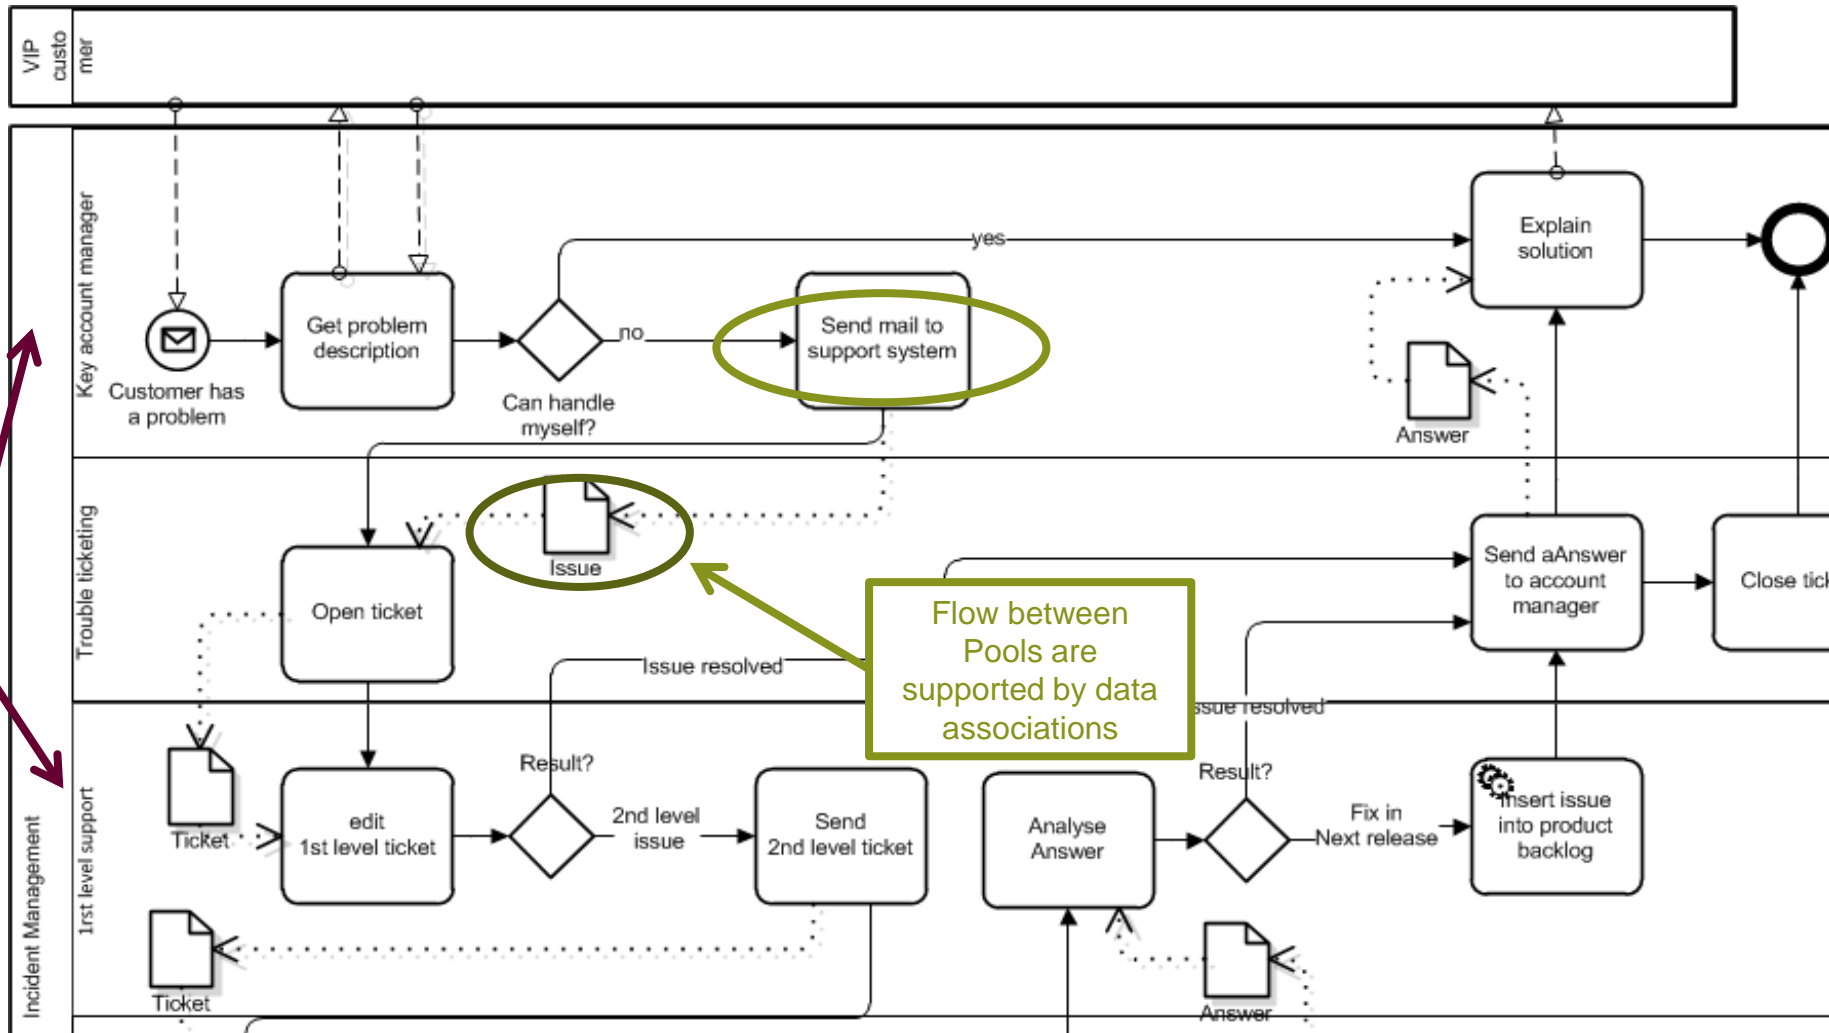 VIP
custo
mer
Incident Management
Key account manager
Customer has
a problem
Get problem
description
Can handle
myself?
yes
no
Send mail to
support system
Explain
solution
Answer
Trouble ticketing
Open ticket
Issue
Issue resolved
Flow between
Pools are
supported by data
associations
Send aAnswer
to account
manager
Close tick
1rst level support
Ticket
edit
1st level ticket
Result?
2nd level
issue
Send
2nd level ticket
Analyse
Answer
ssue resolved
Result?
Fix in
Next release
Insert issue
into product
backlog
Ticket
Answer